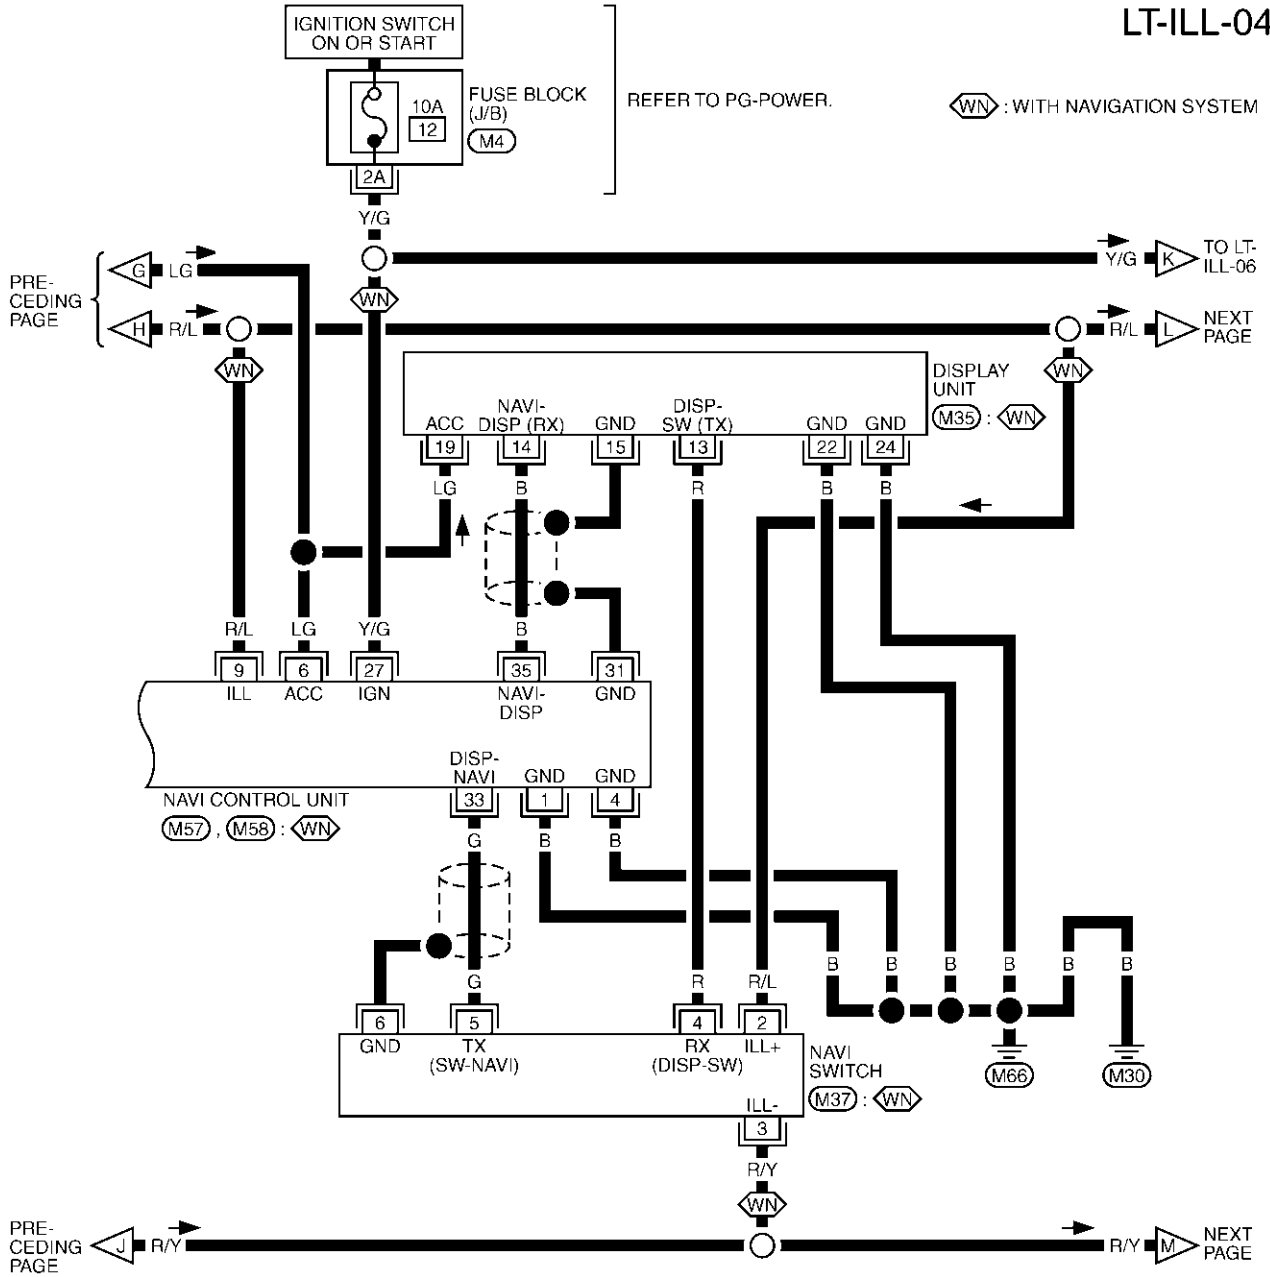 LT-ILL-04
IGNITION SWITCH
ON OR START
10A
12
FUSE BLOCK
(J/B)
M4
REFER TO PG-POWER.
WN : WITH NAVIGATION SYSTEM
2A
Y/G
PRE-
CEDING
PAGE
G LG
Y/G K
TO LT-
ILL-06
WN
H R/L
R/L L
NEXT
PAGE
WN
WN
DISPLAY
UNIT
M35 : WN
ACC
NAVI-
DISP (RX)
GND
DISP-
SW (TX)
GND GND
19 14 15 13 22 24
LG B R B B
R/L LG Y/G B
9 6 27 35 31
ILL ACC IGN
NAVI-
DISP
GND
DISP-
NAVI
GND GND
33 1 4
NAVI CONTROL UNIT
M57 , M58 : WN
G B B
B B B B B B
G R R/L
6 5 4 2
GND
TX
(SW-NAVI)
RX
(DISP-SW)
ILL+
NAVI
SWITCH
M37 : WN
M66 M30
ILL-
3
R/Y
WN
PRE-
CEDING
PAGE
J R/Y
R/Y M
NEXT
PAGE